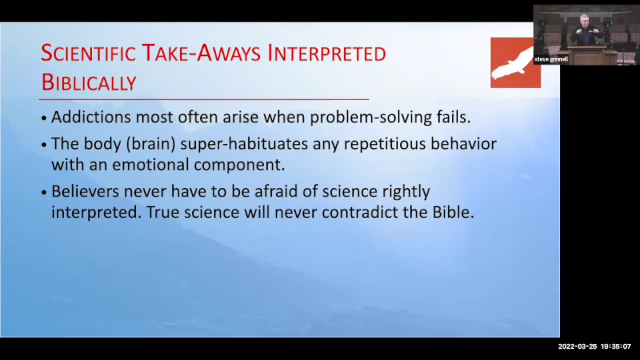 SCIENTIFIC TAKE-AWAYS INTERPRETED
BIBLICALLY
• Addictions most often arise when problem-solving fails.
• The body (brain) super-habituates any repetitious behavior
with an emotional component.
• Believers never have to be afraid of science rightly
interpreted. True science will never contradict the Bible.
steve grinnell
2022-03-25 19:35:07